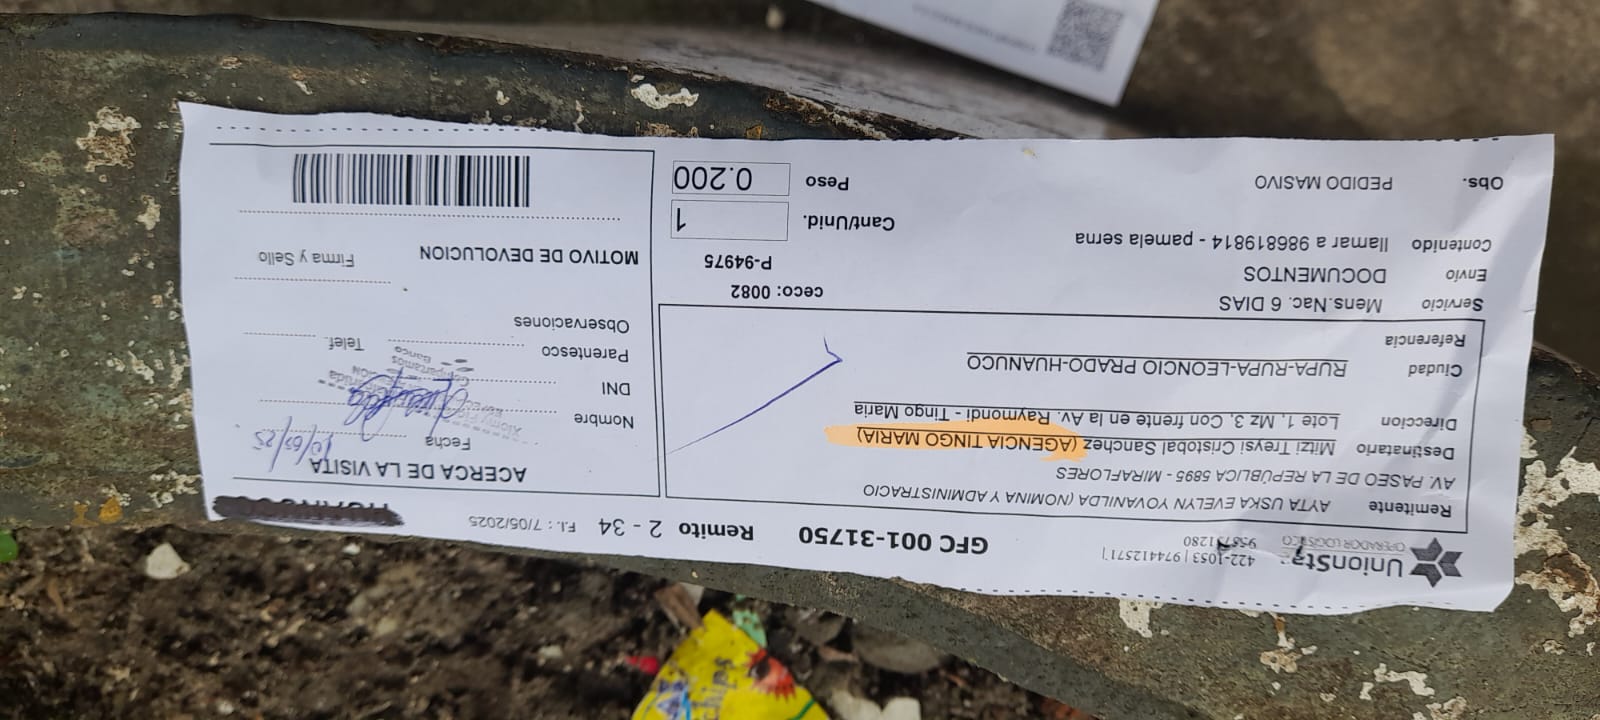 UnionSta
OPERADOR LOGISTICO
422-1053 | 974412571 |
GFC 001-31750
Remito 2 - 34
F.I. : 7/05/2025
Remitente AYTA USKA EVELYN YOVANILDA (NOMINA Y ADMINISTRACIO
AV. PASEO DE LA REPÚBLICA 5895 - MIRAFLORES
Destinatario Mitzi Treysi Cristobal Sanchez (AGENCIA TINGO MARIA)
Direccion Lote 1, Mz 3, Con frente en la Av. Raymondi - Tingo Maria
Ciudad RUPA-RUPA-LEONCIO PRADO-HUANUCO
Referencia
Servicio Mens.Nac. 6 DIAS
ceco: 0082
Envio DOCUMENTOS
P-94975
Contenido llamar a 986819814 - pamela serna
Cant/Unid. 1
Obs. PEDIDO MASIVO
Peso 0.200
ACERCA DE LA VISITA
Fecha
Nombre
DNI
Parentesco Telef.
Observaciones
Compartamos
Banco
MOTIVO DE DEVOLUCION Firma y Sello